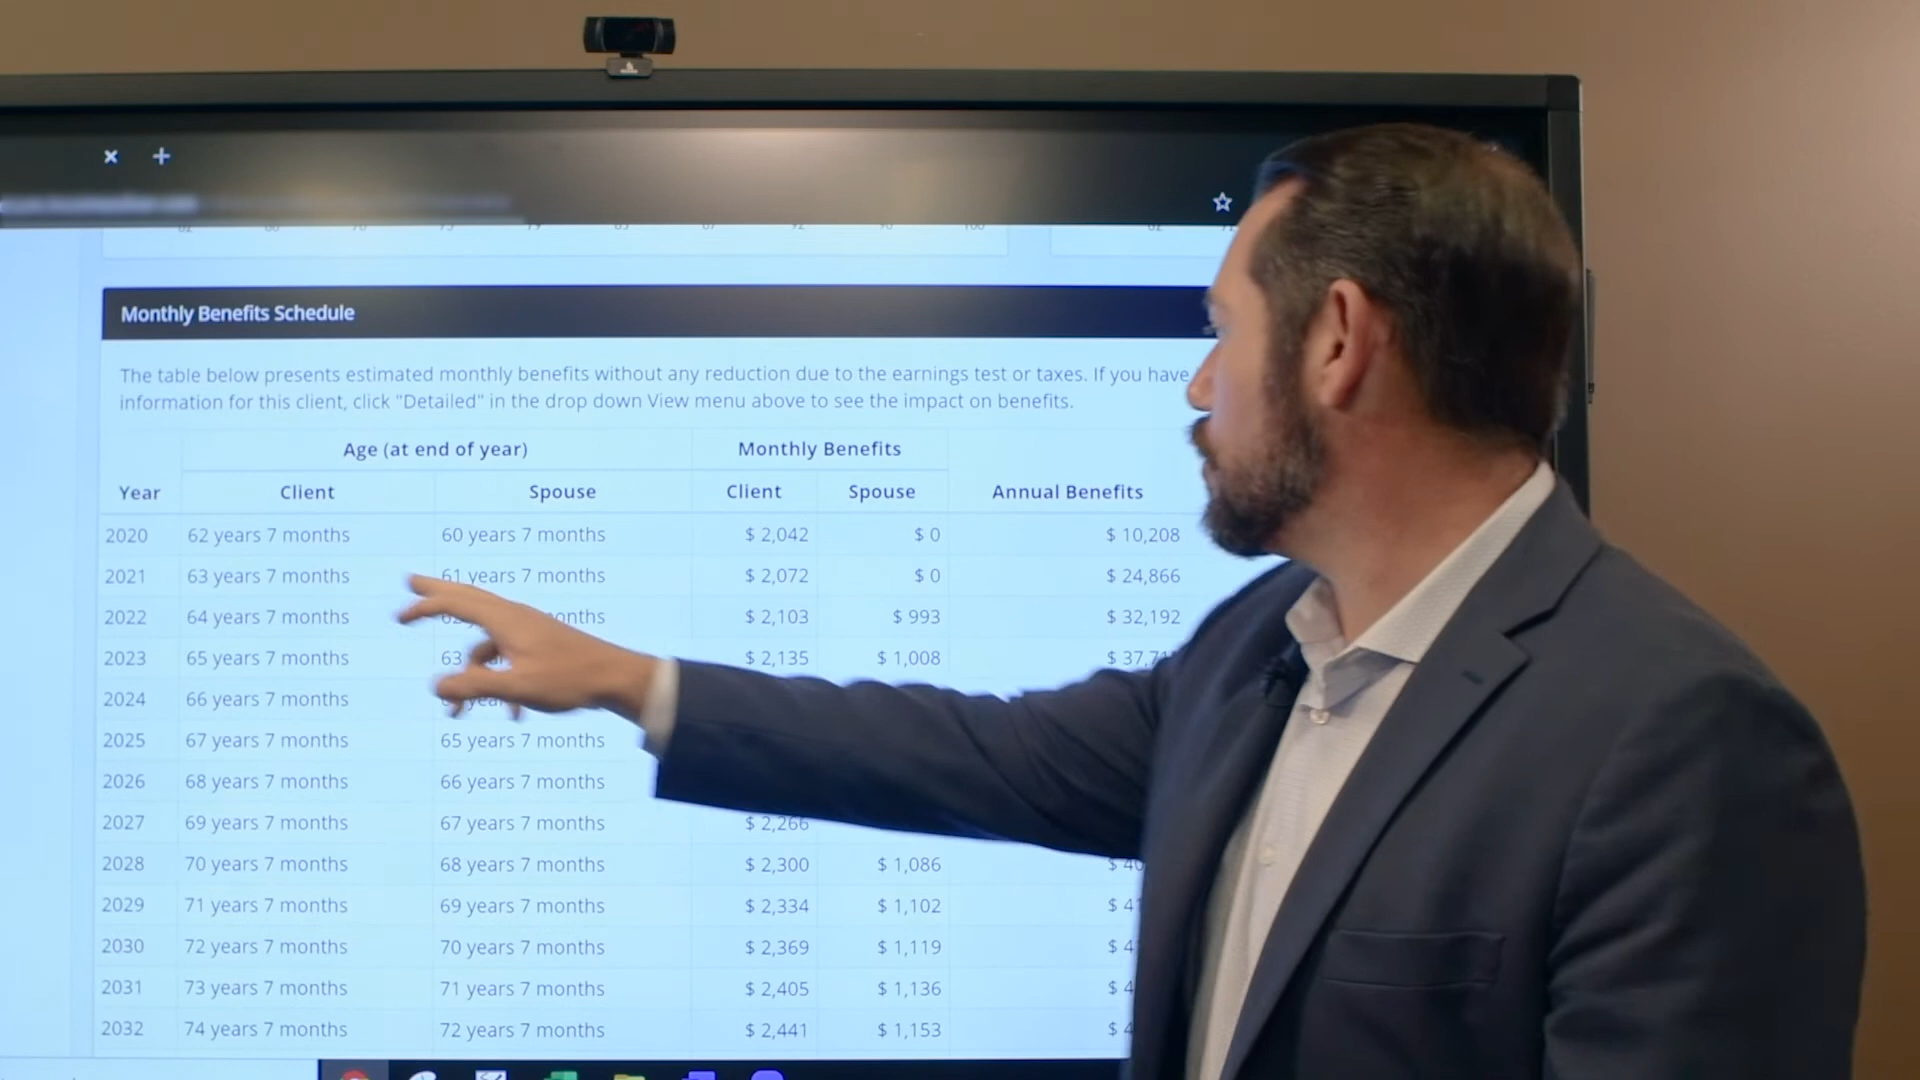 Monthly Benefits Schedule
The table below presents estimated monthly benefits without any reduction due to the earnings test or taxes. If you have
information for this client, click "Detailed" in the drop down View menu above to see the impact on benefits.
Age (at end of year) Monthly Benefits
Year Client Spouse Client Spouse Annual Benefits
2020 62 years 7 months 60 years 7 months $ 2,042 $ 0 $ 10,208
2021 63 years 7 months 61 years 7 months $ 2,072 $ 0 $ 24,866
2022 64 years 7 months $ 2,103 $ 993 $ 32,192
2023 65 years 7 months 63 $ 2,135 $ 1,008
2024 66 years 7 months
2025 67 years 7 months 65 years 7 months
2026 68 years 7 months 66 years 7 months
2027 69 years 7 months 67 years 7 months $ 2,266
2028 70 years 7 months 68 years 7 months $ 2,300 $ 1,086
2029 71 years 7 months 69 years 7 months $ 2,334 $ 1,102
2030 72 years 7 months 70 years 7 months $ 2,369 $ 1,119
2031 73 years 7 months 71 years 7 months $ 2,405 $ 1,136
2032 74 years 7 months 72 years 7 months $ 2,441 $ 1,153